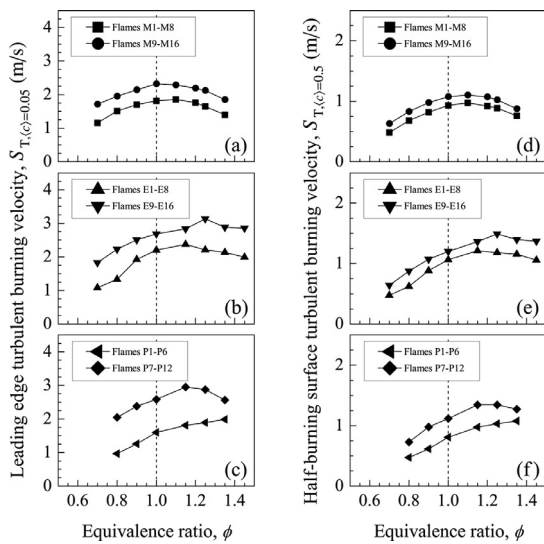 Leading edge turbulent burning velocity, S_T,⟨c⟩=0.05 (m/s)
Flames M1-M8
Flames M9-M16
4
3
2
1
0
(a)
Flames E1-E8
Flames E9-E16
4
3
2
1
0
(b)
Flames P1-P6
Flames P7-P12
4
3
2
1
0
(c)
0.6 0.8 1.0 1.2 1.4
Equivalence ratio, ϕ
Half-burning surface turbulent burning velocity, S_T,⟨c⟩=0.5 (m/s)
Flames M1-M8
Flames M9-M16
2
1
0
(d)
Flames E1-E8
Flames E9-E16
2
1
0
(e)
Flames P1-P6
Flames P7-P12
2
1
0
(f)
0.6 0.8 1.0 1.2 1.4
Equivalence ratio, ϕ